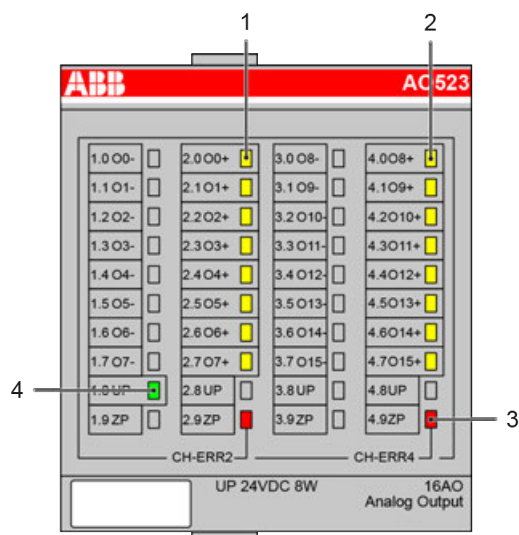 1 2
ABB AO523
1.0 O0- 2.0 O0+ 3.0 O8- 4.0 O8+
1.1 O1- 2.1 O1+ 3.1 O9- 4.1 O9+
1.2 O2- 2.2 O2+ 3.2 O10- 4.2 O10+
1.3 O3- 2.3 O3+ 3.3 O11- 4.3 O11+
1.4 O4- 2.4 O4+ 3.4 O12- 4.4 O12+
1.5 O5- 2.5 O5+ 3.5 O13- 4.5 O13+
1.6 O6- 2.6 O6+ 3.6 O14- 4.6 O14+
1.7 O7- 2.7 O7+ 3.7 O15- 4.7 O15+
4 1.8 UP 2.8 UP 3.8 UP 4.8 UP
1.9 ZP 2.9 ZP 3.9 ZP 4.9 ZP 3
CH-ERR2 CH-ERR4
UP 24VDC 8W 16AO
Analog Output